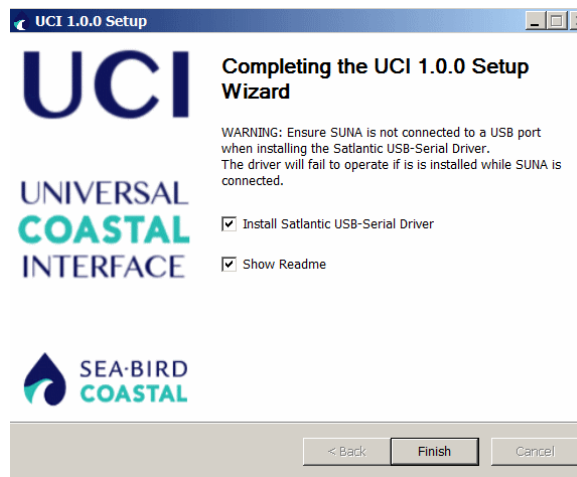 UCI 1.0.0 Setup
UCI
UNIVERSAL
COASTAL
INTERFACE
SEA·BIRD
COASTAL
Completing the UCI 1.0.0 Setup
Wizard
WARNING: Ensure SUNA is not connected to a USB port
when installing the Satlantic USB-Serial Driver.
The driver will fail to operate if is is installed while SUNA is
connected.
Install Satlantic USB-Serial Driver
Show Readme
< Back
Finish
Cancel